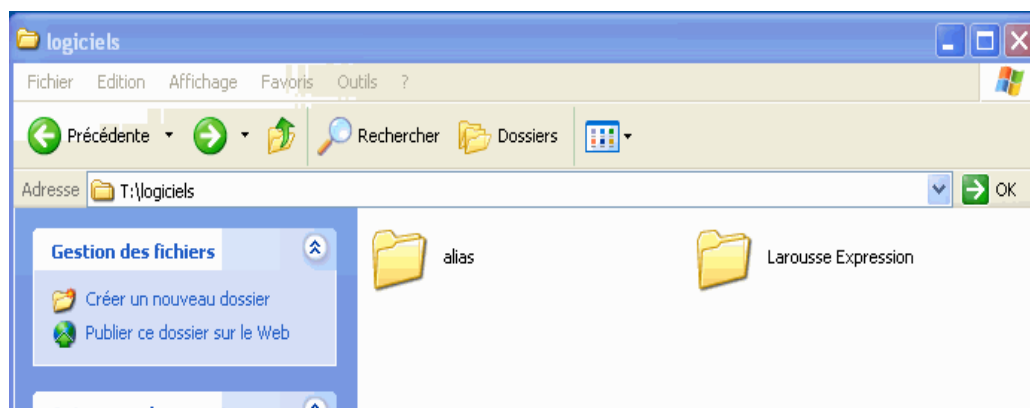 logiciels
Fichier Edition Affichage Favoris Outils ?
Précédente Rechercher Dossiers
Adresse T:\logiciels OK
Gestion des fichiers
Créer un nouveau dossier
Publier ce dossier sur le Web
alias
Larousse Expression